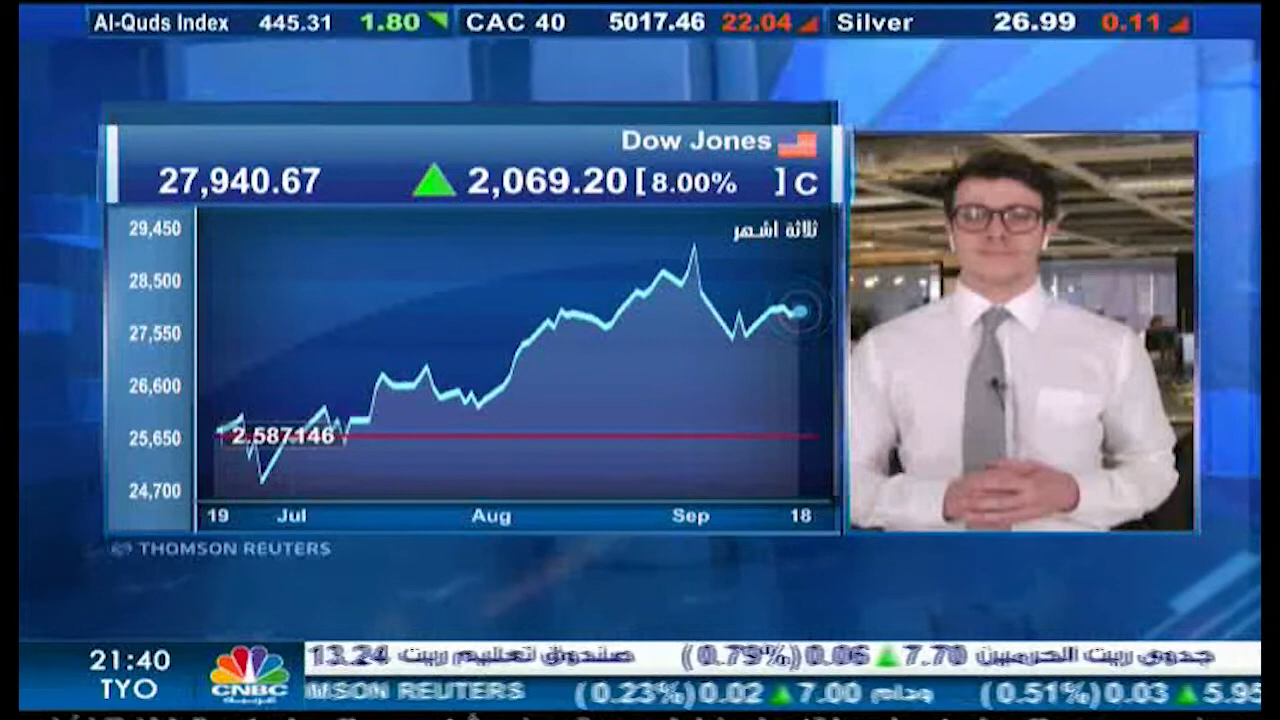 Al-Quds Index 445.31 1.80 CAC 40 5017.46 22.04 Silver 26.99 0.11
Dow Jones
27,940.67 2,069.20 [8.00% ] C
ثلاثة اشهر
29,450
28,500
27,550
26,600
25,650
24,700
2.587146
19 Jul Aug Sep 18
THOMSON REUTERS
21:40
TYO
CNBC
عربية
جدوى ريت الحرمين 7.70 0.06 (0.79%) صندوق تعليم ريت 13.24
5.95 0.03 (0.51%) 7.00 0.02 (0.23%) MSON REUTERS